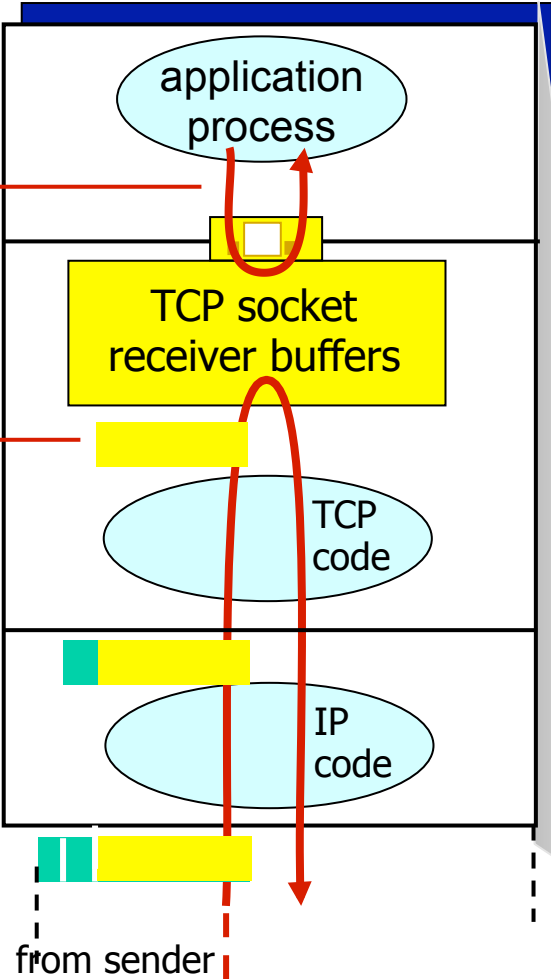 application
process
TCP socket
receiver buffers
TCP
code
IP
code
from sender